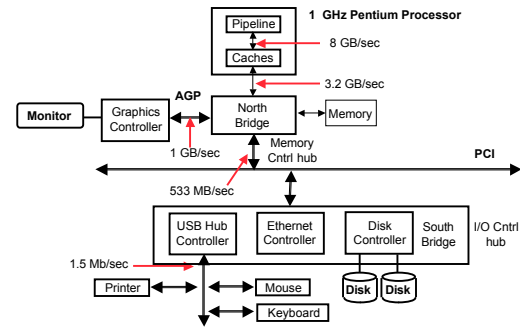 1 GHz Pentium Processor
Pipeline
8 GB/sec
Caches
3.2 GB/sec
AGP
Monitor
Graphics
Controller
North
Bridge
Memory
1 GB/sec
Memory
Cntrl hub
PCI
533 MB/sec
USB Hub
Controller
Ethernet
Controller
Disk
Controller
South
Bridge
I/O Cntrl
hub
1.5 Mb/sec
Printer
Mouse
Disk
Disk
Keyboard